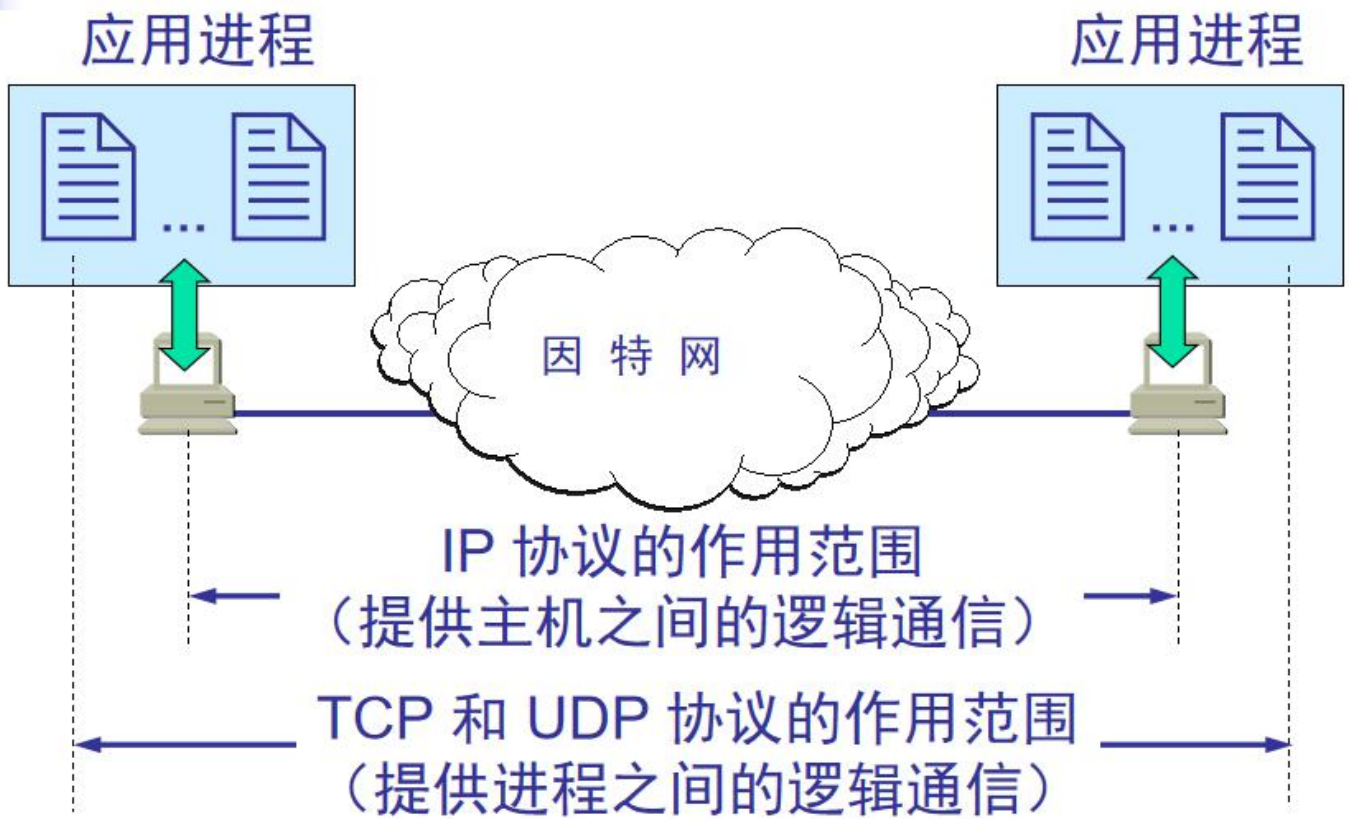 应用进程
应用进程
...
...
因特网
IP 协议的作用范围
（提供主机之间的逻辑通信）
TCP 和 UDP 协议的作用范围
（提供进程之间的逻辑通信）